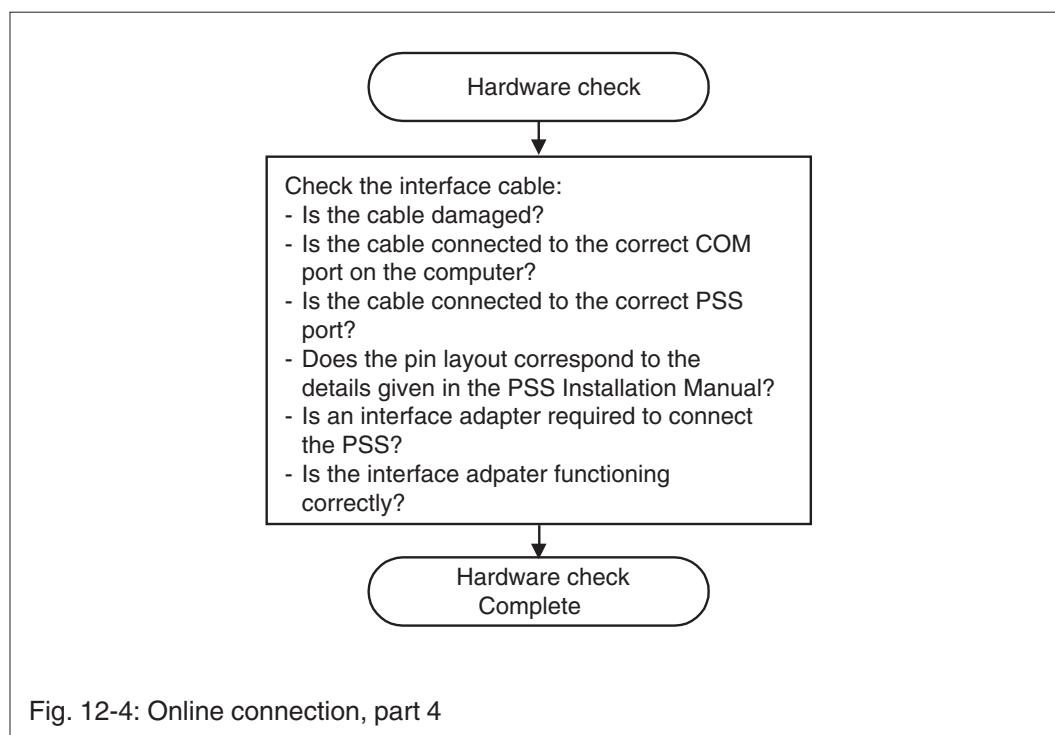 Hardware check
Check the interface cable:
- Is the cable damaged?
- Is the cable connected to the correct COM
port on the computer?
- Is the cable connected to the correct PSS
port?
- Does the pin layout correspond to the
details given in the PSS Installation Manual?
- Is an interface adapter required to connect
the PSS?
- Is the interface adpater functioning
correctly?
Hardware check
Complete
Fig. 12-4: Online connection, part 4